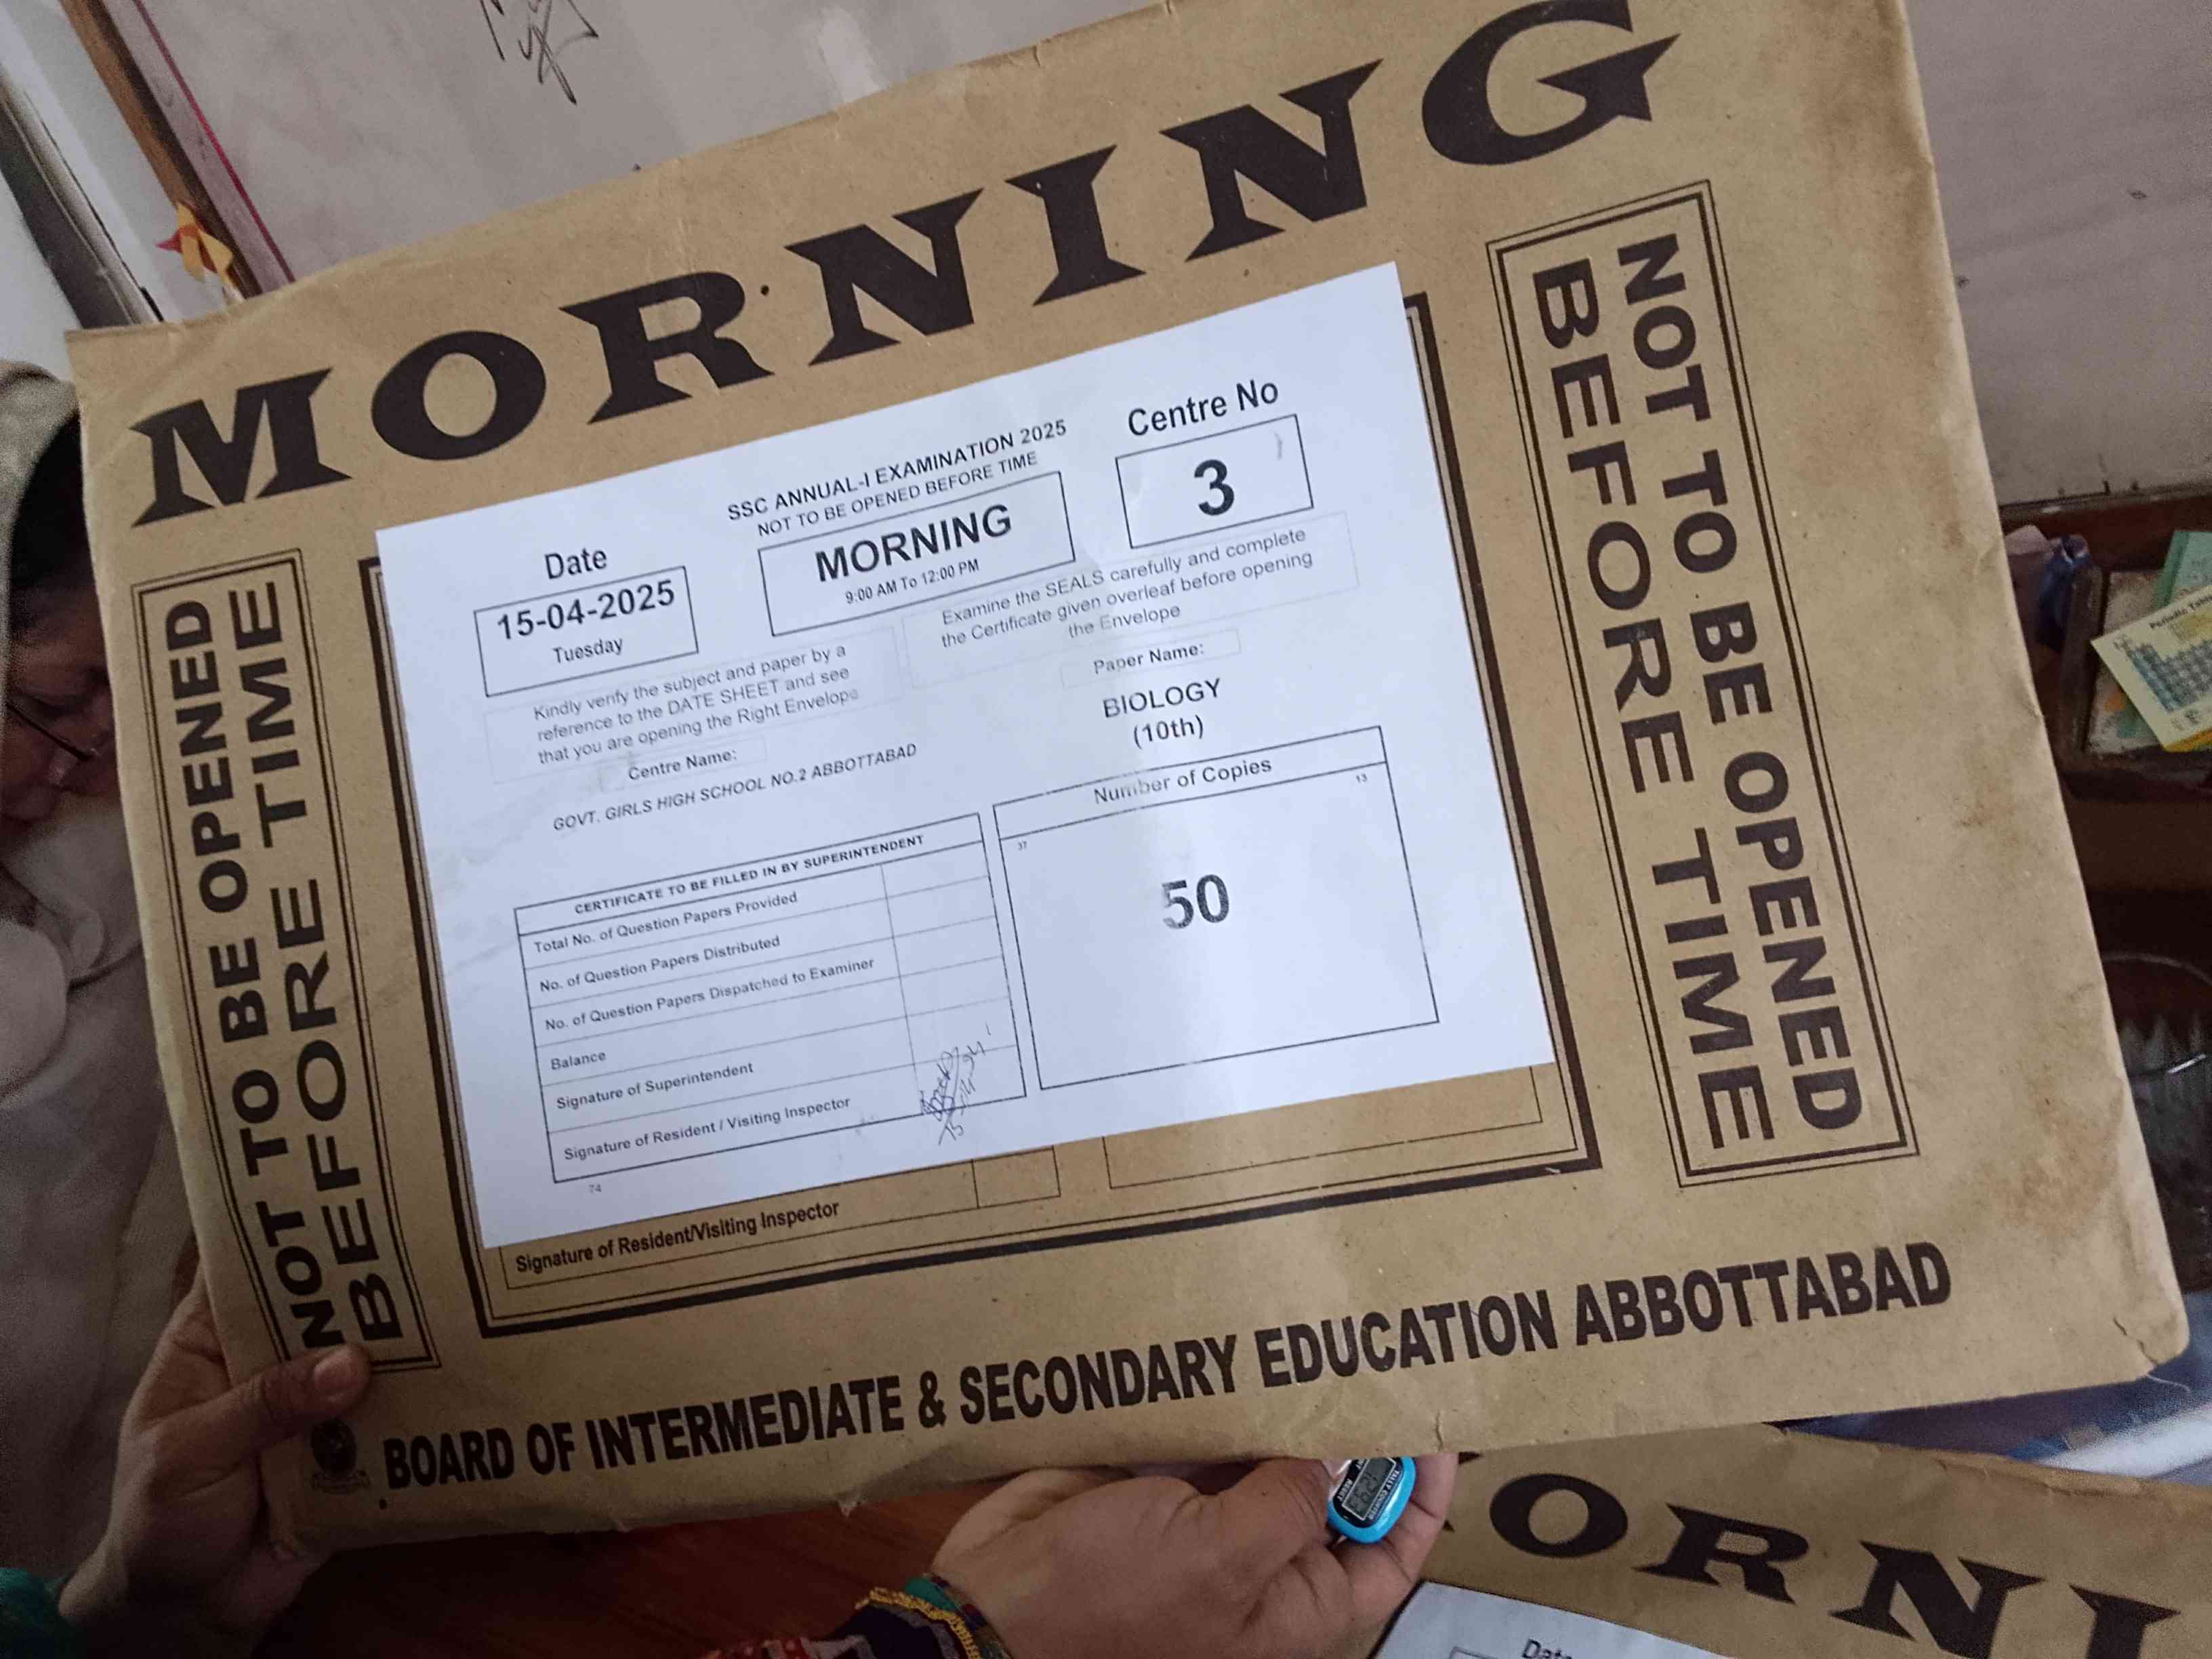 MORNING
NOT TO BE OPENED
BEFORE TIME
SSC ANNUAL-I EXAMINATION 2025
NOT TO BE OPENED BEFORE TIME
Date
15-04-2025
Tuesday
MORNING
9:00 AM To 12:00 PM
Centre No
3
Kindly verify the subject and paper by a
reference to the DATE SHEET and see
that you are opening the Right Envelope
Examine the SEALS carefully and complete
the Certificate given overleaf before opening
the Envelope
Centre Name:
GOVT. GIRLS HIGH SCHOOL NO.2 ABBOTTABAD
Paper Name:
BIOLOGY
(10th)
CERTIFICATE TO BE FILLED IN BY SUPERINTENDENT
Total No. of Question Papers Provided
No. of Question Papers Distributed
No. of Question Papers Dispatched to Examiner
Balance
Signature of Superintendent
Signature of Resident / Visiting Inspector
74
Number of Copies
37
13
50
Signature of Resident/Visiting Inspector
NOT TO BE OPENED
BEFORE TIME
BOARD OF INTERMEDIATE & SECONDARY EDUCATION ABBOTTABAD
ORNI
Date